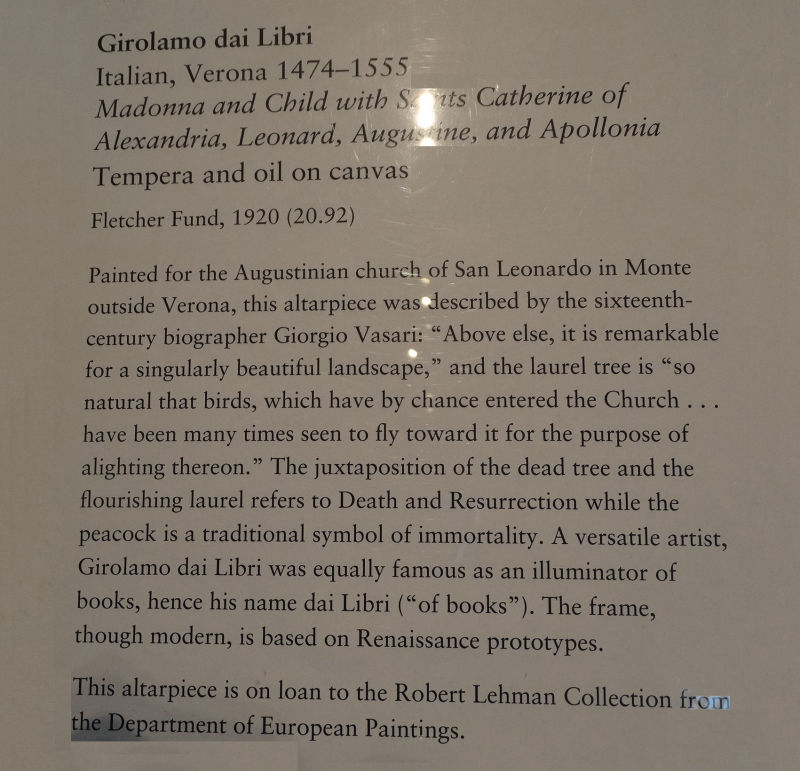 Girolamo dai Libri
Italian, Verona 1474–1555
Madonna and Child with Saints Catherine of
Alexandria, Leonard, Augustine, and Apollonia
Tempera and oil on canvas
Fletcher Fund, 1920 (20.92)
Painted for the Augustinian church of San Leonardo in Monte
outside Verona, this altarpiece was described by the sixteenth-
century biographer Giorgio Vasari: “Above else, it is remarkable
for a singularly beautiful landscape,” and the laurel tree is “so
natural that birds, which have by chance entered the Church . . .
have been many times seen to fly toward it for the purpose of
alighting thereon.” The juxtaposition of the dead tree and the
flourishing laurel refers to Death and Resurrection while the
peacock is a traditional symbol of immortality. A versatile artist,
Girolamo dai Libri was equally famous as an illuminator of
books, hence his name dai Libri (“of books”). The frame,
though modern, is based on Renaissance prototypes.
This altarpiece is on loan to the Robert Lehman Collection from
the Department of European Paintings.